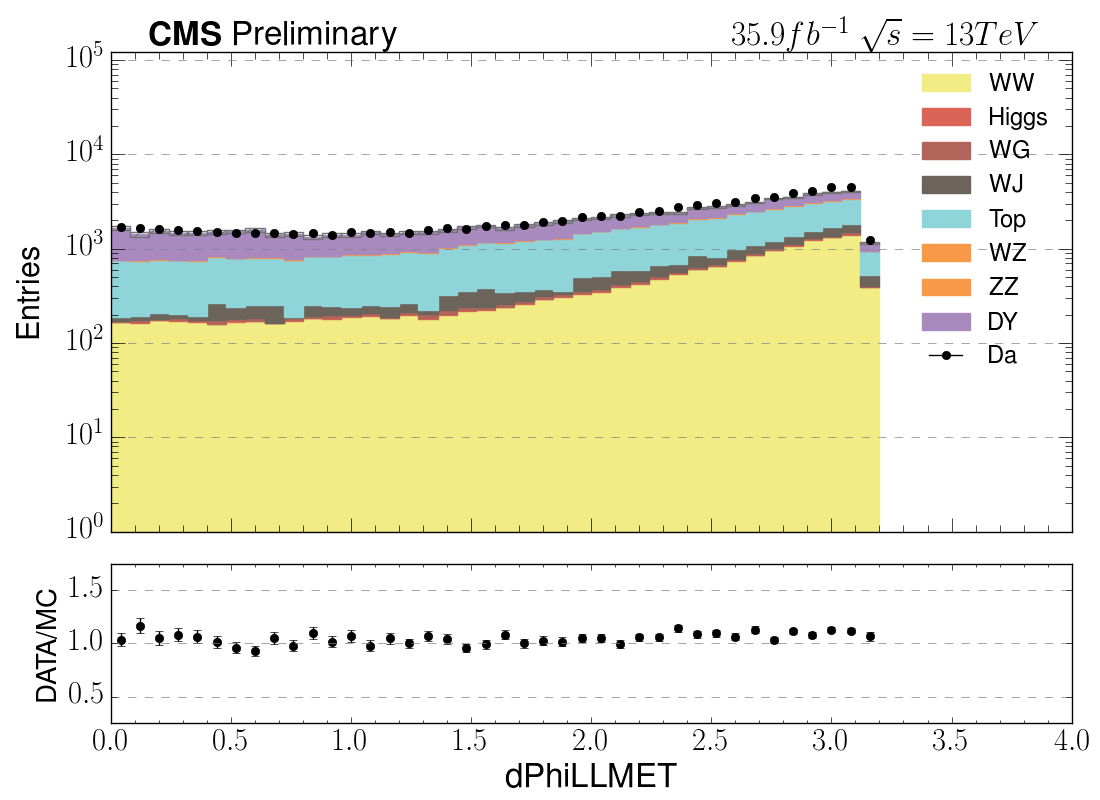 CMS Preliminary 35.9fb⁻¹ √s = 13TeV
10⁵
10⁴
10³
10²
10¹
10⁰
Entries
WW
Higgs
WG
WJ
Top
WZ
ZZ
DY
Da
1.5
1.0
0.5
DATA/MC
0.0 0.5 1.0 1.5 2.0 2.5 3.0 3.5 4.0
dPhiLLMET